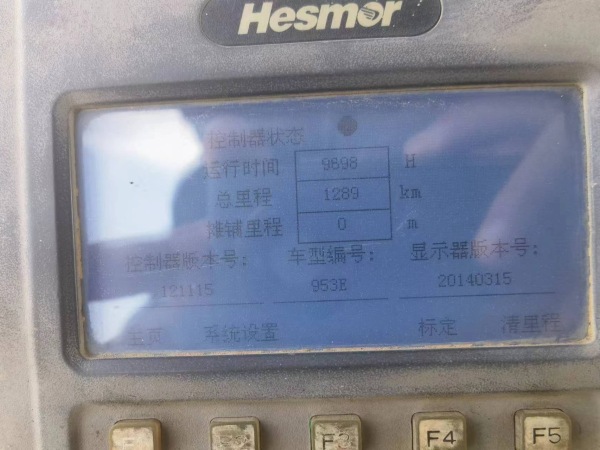 Hesmor
控制器状态
运行时间 9698 H
总里程 1289 km
摊铺里程 0 m
控制器版本号: 车型编号: 显示器版本号:
121115 953E 20140315
主页 系统设置 标定 清里程
F3 F4 F5